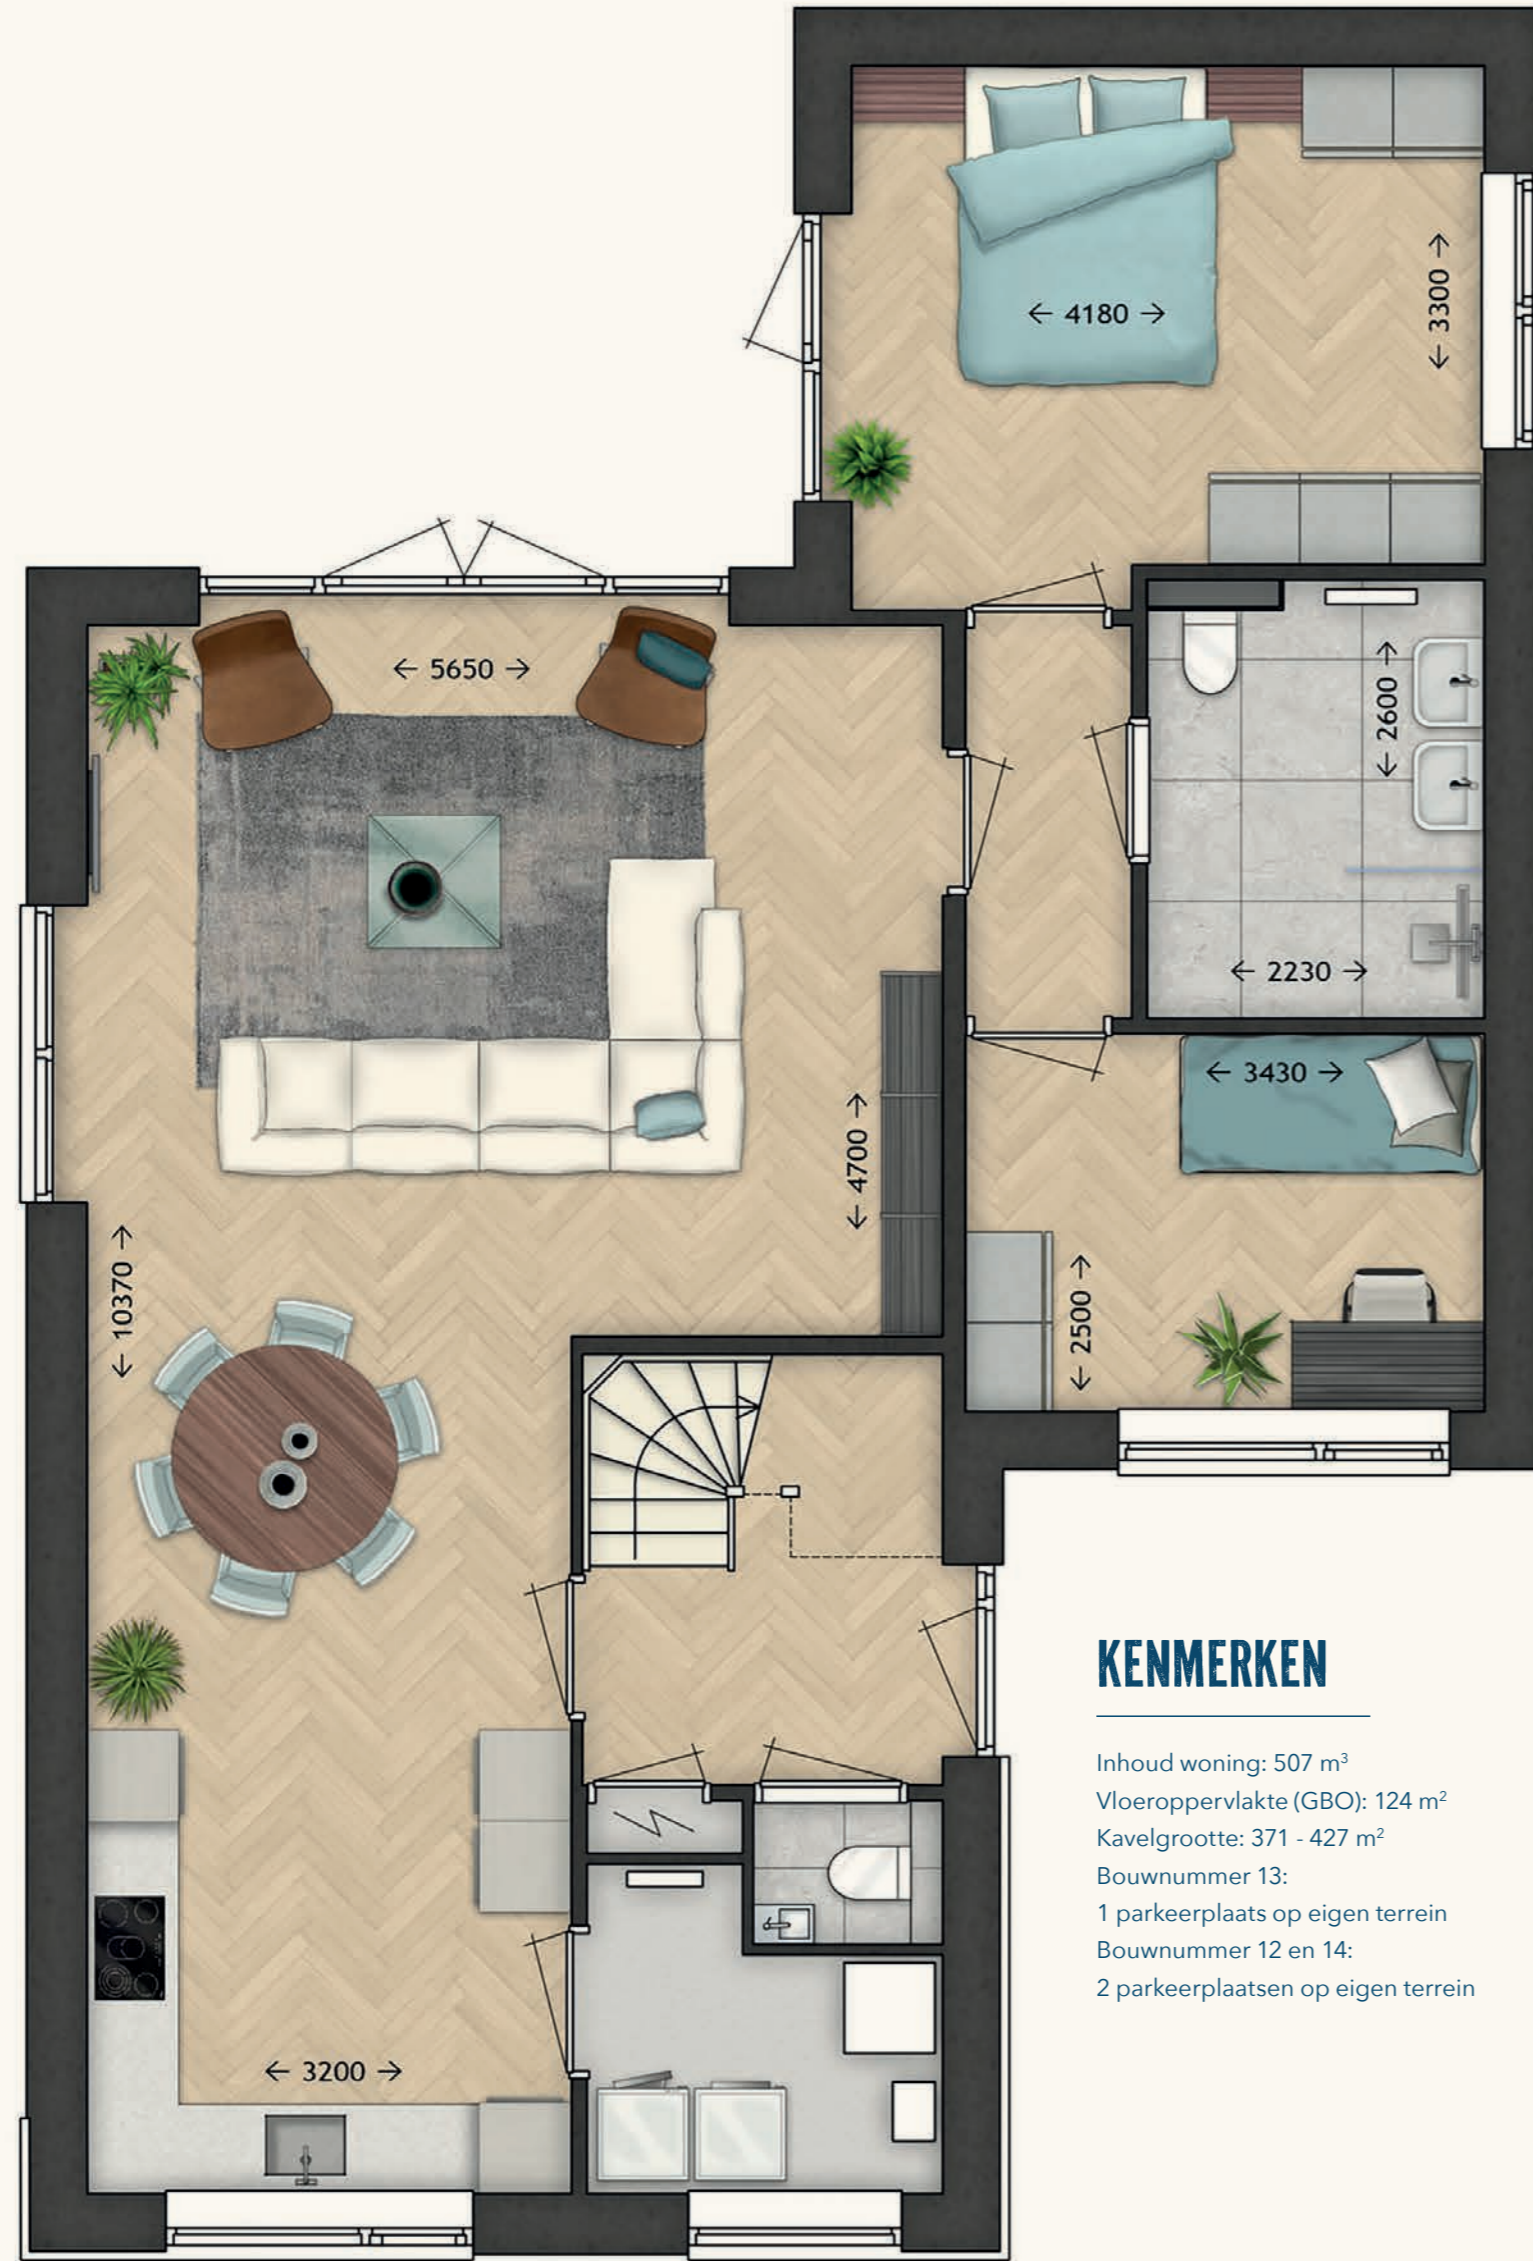 ← 4180 →
← 3300 →
← 5650 →
← 2600 →
← 2230 →
← 3430 →
← 4700 →
← 10370 →
← 2500 →
← 3200 →
KENMERKEN
Inhoud woning: 507 m³
Vloeroppervlakte (GBO): 124 m²
Kavelgrootte: 371 - 427 m²
Bouwnummer 13:
1 parkeerplaats op eigen terrein
Bouwnummer 12 en 14:
2 parkeerplaatsen op eigen terrein